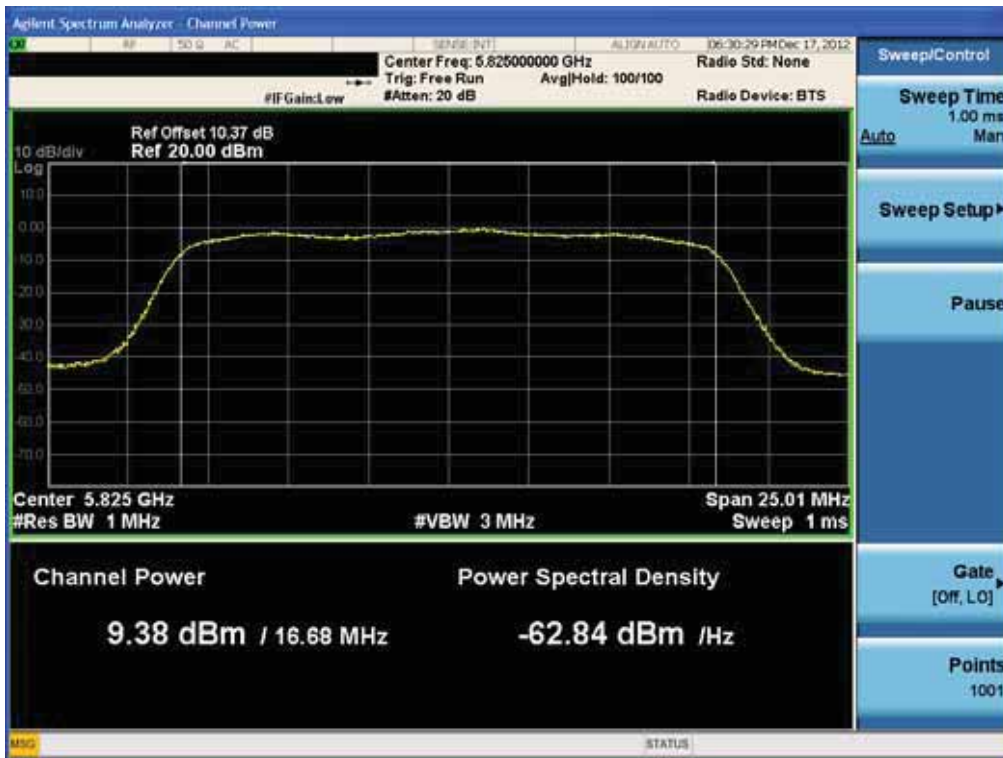 Agilent Spectrum Analyzer - Channel Power
RF 50 Ω AC SENSE:INT ALIGN AUTO 06:30:29 PM Dec 17, 2012
Center Freq: 5.825000000 GHz Radio Std: None
Trig: Free Run Avg|Hold: 100/100
#IFGain:Low #Atten: 20 dB Radio Device: BTS
Ref Offset 10.37 dB
10 dB/div Ref 20.00 dBm
Log
10.0
0.00
-10.0
-20.0
-30.0
-40.0
-50.0
-60.0
-70.0
Center 5.825 GHz Span 25.01 MHz
#Res BW 1 MHz #VBW 3 MHz Sweep 1 ms
Channel Power Power Spectral Density
9.38 dBm / 16.68 MHz -62.84 dBm /Hz
MSG STATUS
Sweep/Control
Sweep Time
1.00 ms
Auto Man
Sweep Setup
Pause
Gate
[Off, LO]
Points
1001